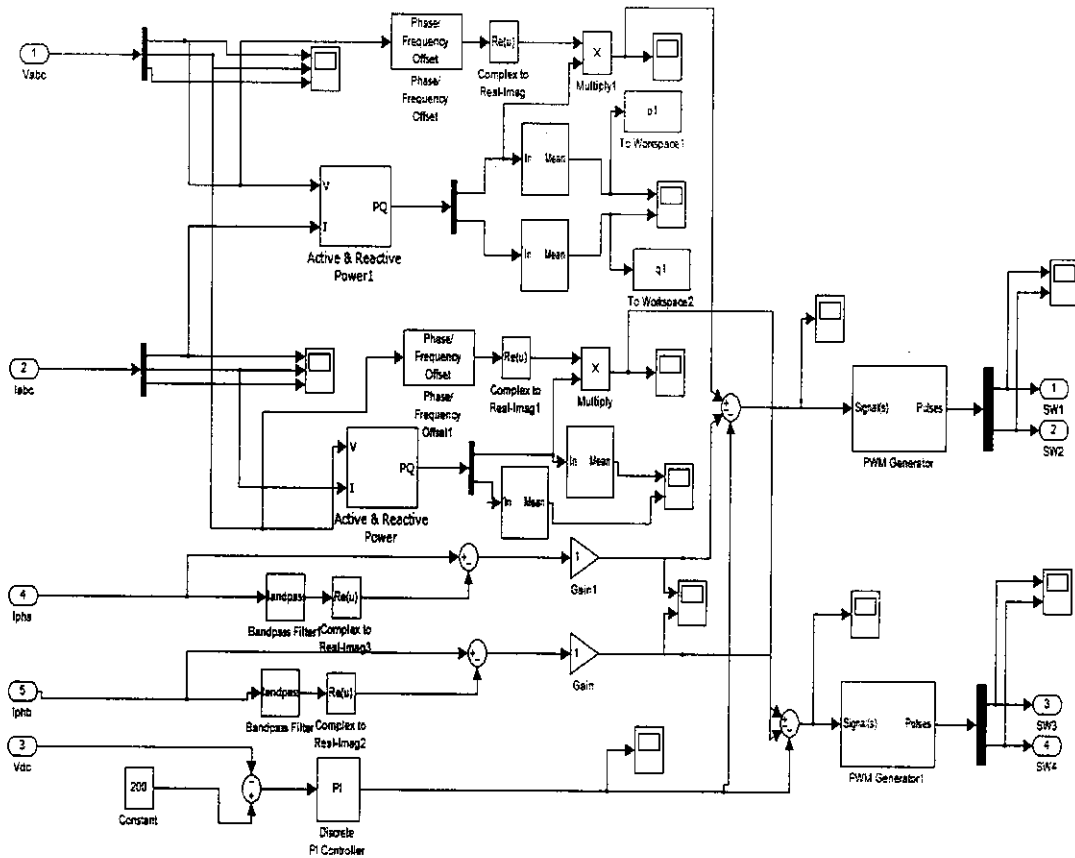 1
Vabc
Phase/
Frequency
Offset
Phase/
Frequency
Offset
Re(u)
Complex to
Real-Imag
X
Multiply1
p1
To Workspace1
V
I
PQ
Active & Reactive
Power1
In Mean
In Mean
q1
To Workspace2
2
Iabc
Phase/
Frequency
Offset
Phase/
Frequency
Offset1
Re(u)
Complex to
Real-Imag1
X
Multiply
V
I
PQ
Active & Reactive
Power
In Mean
In Mean
Signal(s) Pulses
PWM Generator
1
SW1
2
SW2
4
Ipha
Bandpass
Bandpass Filter1
Re(u)
Complex to
Real-Imag3
1
Gain1
5
Iphb
Bandpass
Bandpass Filter
Re(u)
Complex to
Real-Imag2
1
Gain
Signal(s) Pulses
PWM Generator1
3
SW3
4
SW4
3
Vdc
200
Constant
PI
Discrete
PI Controller